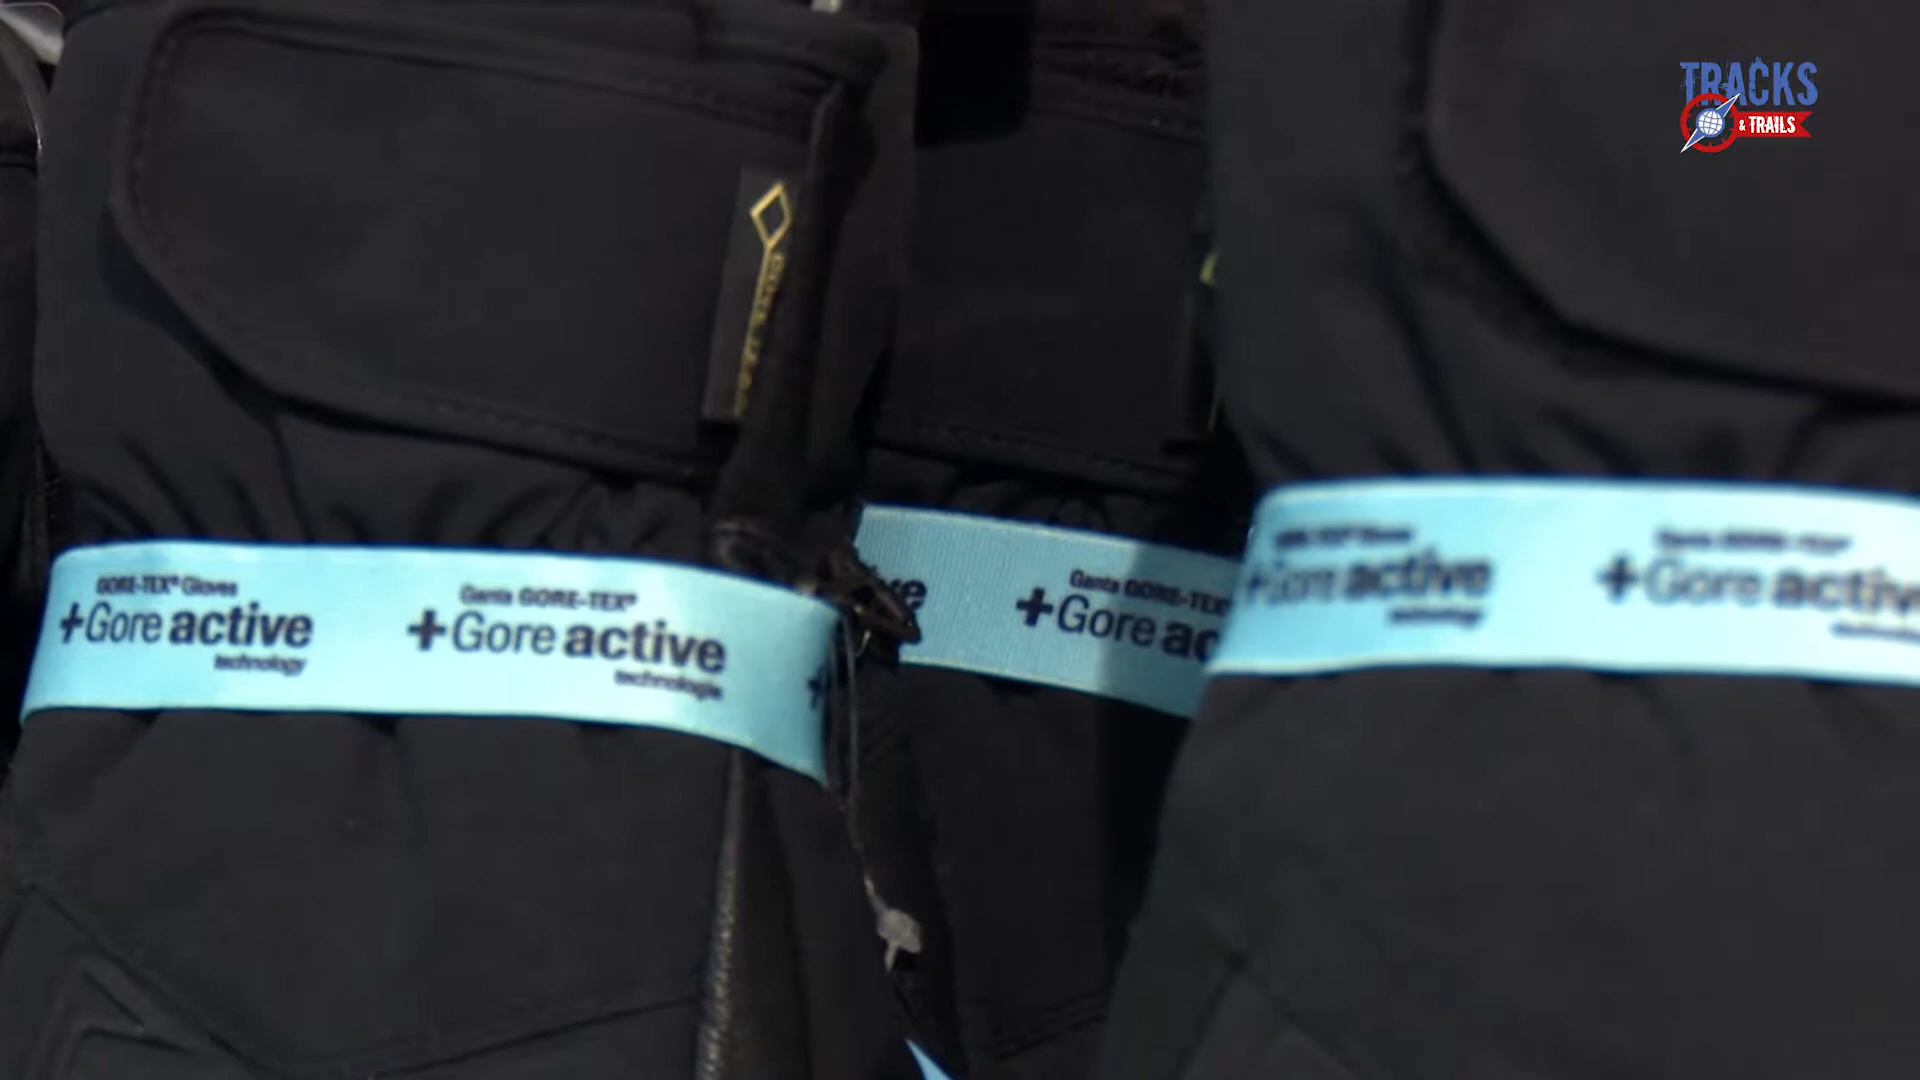 TRACKS
& TRAILS
GORE-TEX® Gloves
+Gore active
technology
Gants GORE-TEX®
+Gore active
technologie
Gants GORE-TEX
+Gore ac
+Gore active
technology
+Gore active